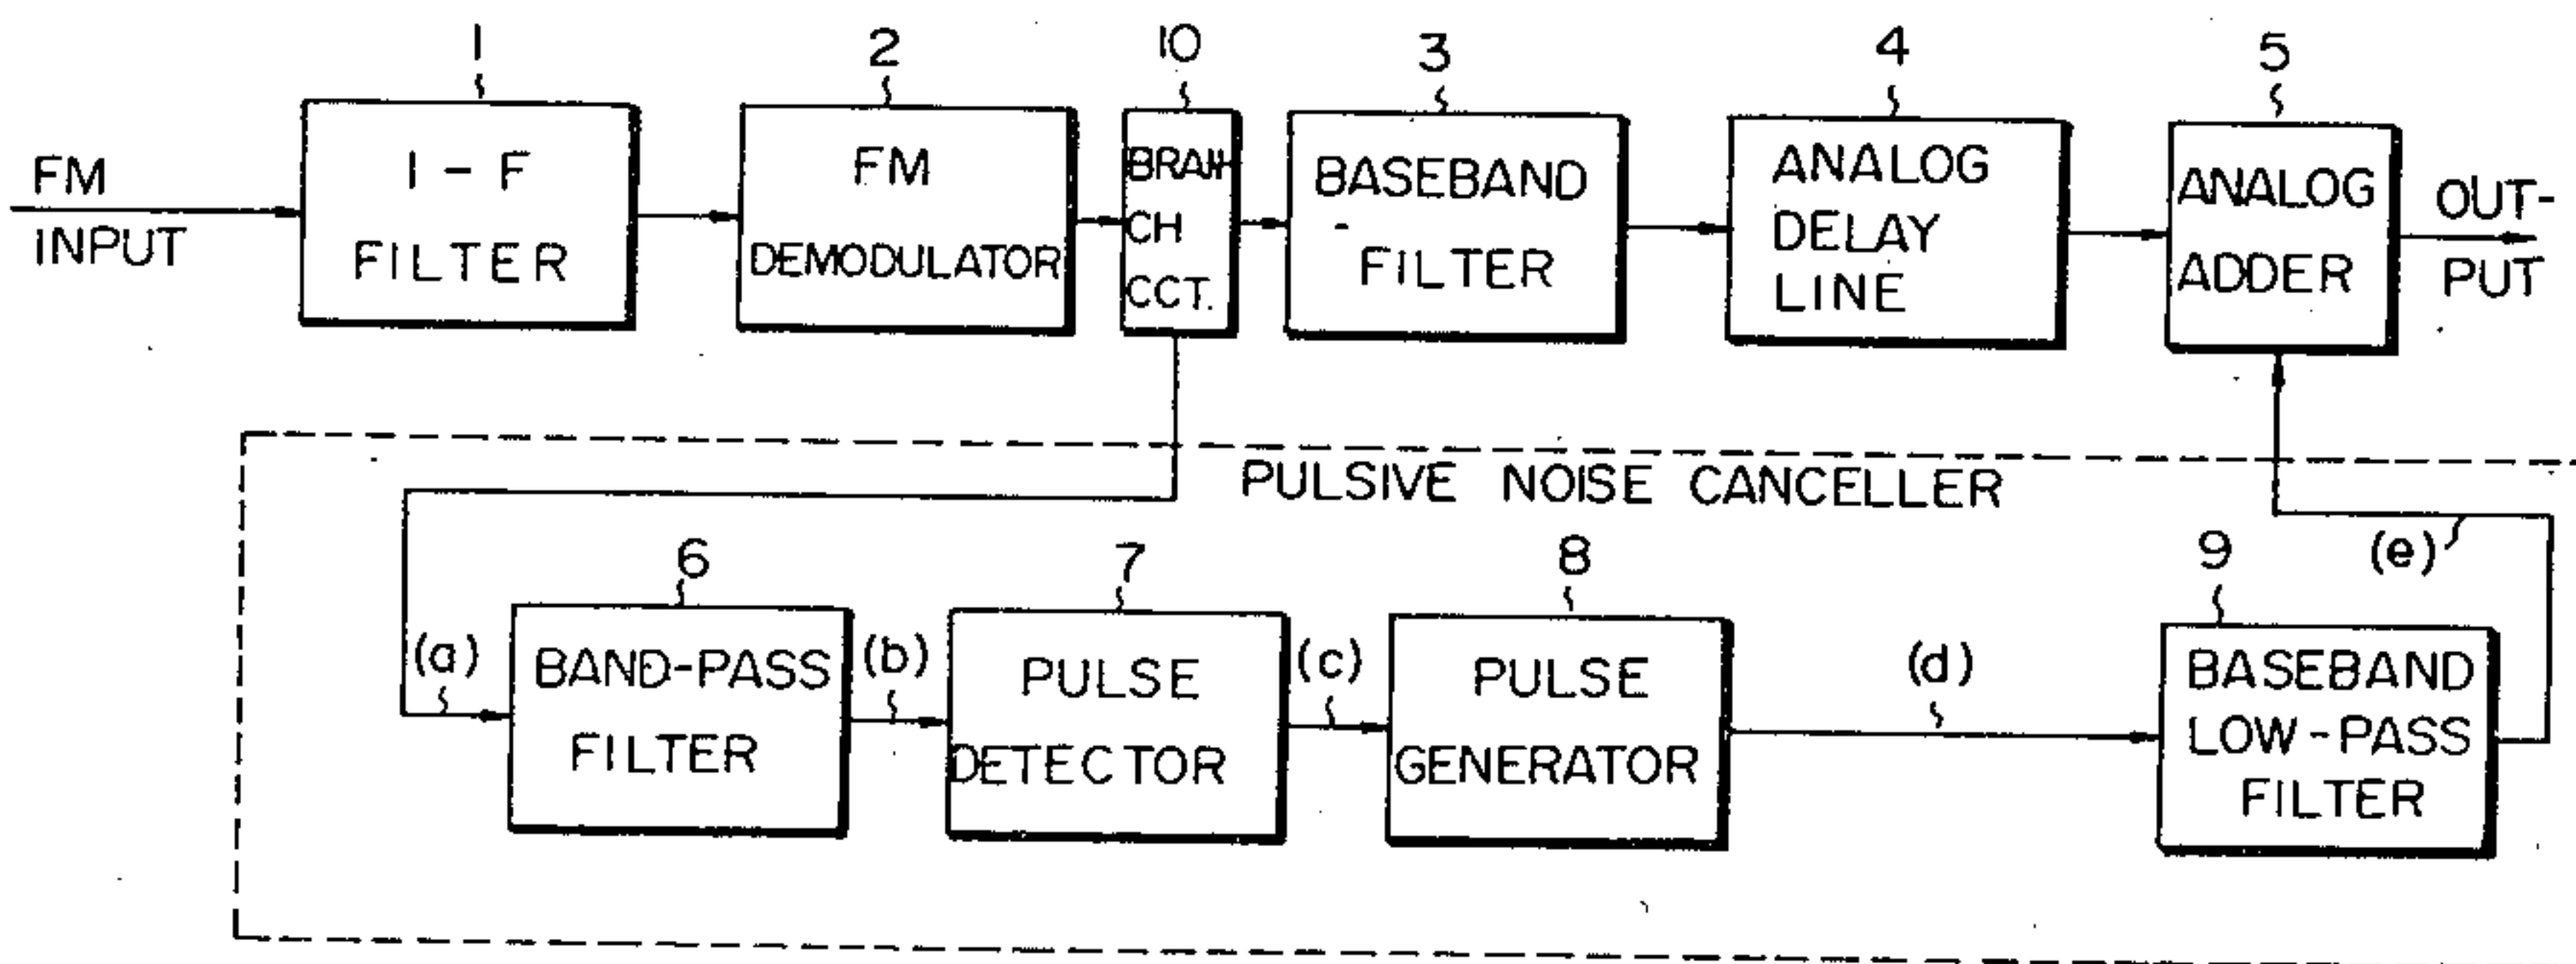 1
2
10
3
4
5
FM
INPUT
I-F
FILTER
FM
DEMODULATOR
BRAN
CH
CCT.
BASEBAND
FILTER
ANALOG
DELAY
LINE
ANALOG
ADDER
OUT-
PUT
PULSIVE NOISE CANCELLER
(e)
6
7
8
9
(a)
BAND-PASS
FILTER
(b)
PULSE
DETECTOR
(c)
PULSE
GENERATOR
(d)
BASEBAND
LOW-PASS
FILTER